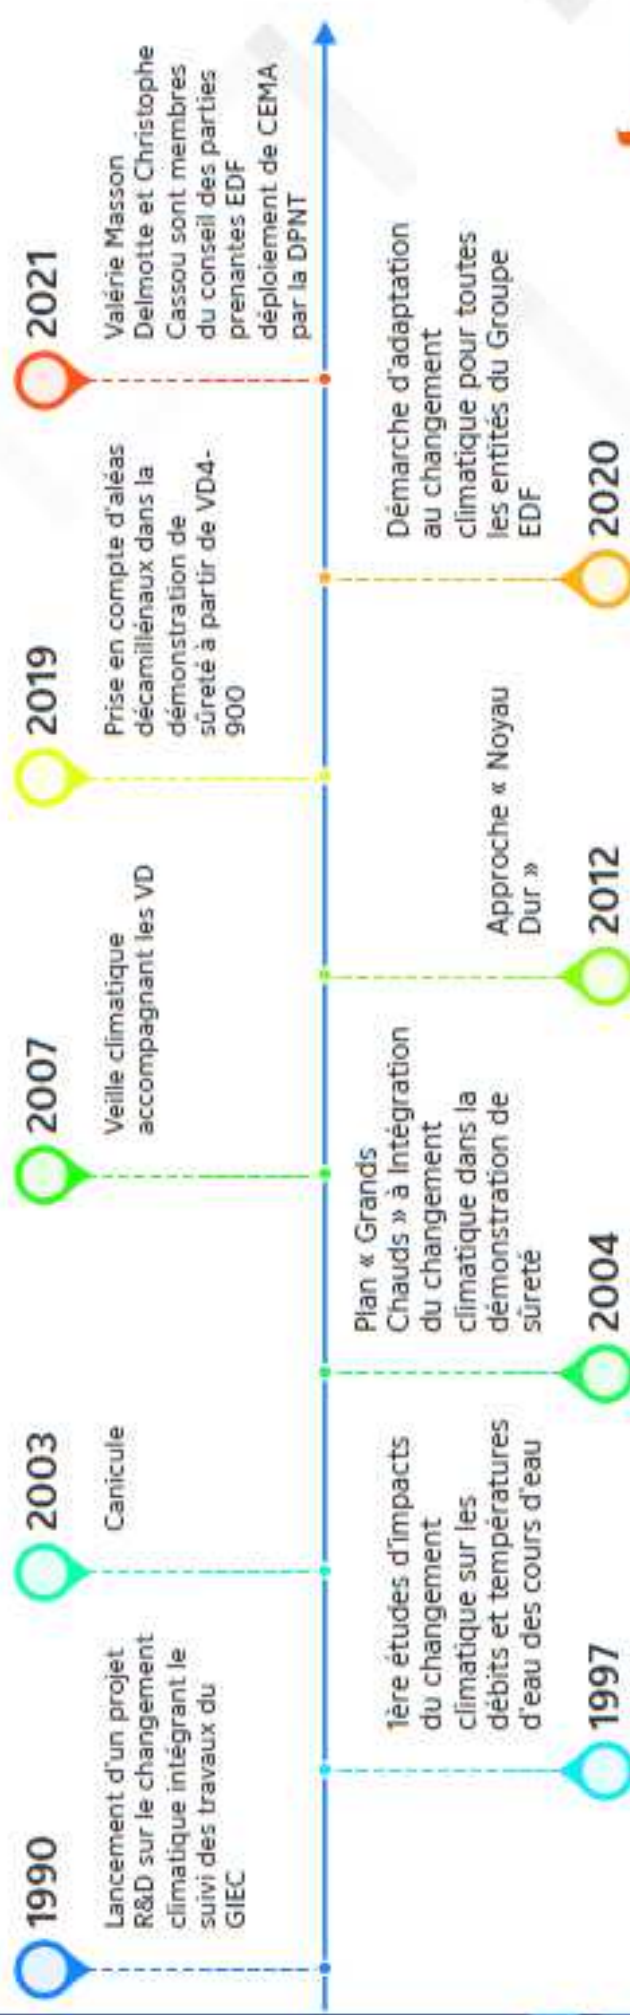 1990
Lancement d'un projet
R&D sur le changement
climatique intégrant le
suivi des travaux du
GIEC
1997
1ère études d'impacts
du changement
climatique sur les
débits et températures
d'eau des cours d'eau
2003
Canicule
2004
Plan « Grands
Chauds » à Intégration
du changement
climatique dans la
démonstration de
sûreté
2007
Veille climatique
accompagnant les VD
2012
Approche « Noyau
Dur »
2019
Prise en compte d'aléas
décamillénaux dans la
démonstration de
sûreté à partir de VD4-
900
2020
Démarche d'adaptation
au changement
climatique pour toutes
les entités du Groupe
EDF
2021
Valérie Masson
Delmotte et Christophe
Cassou sont membres
du conseil des parties
prenantes EDF
déploiement de CEMA
par la DPNT